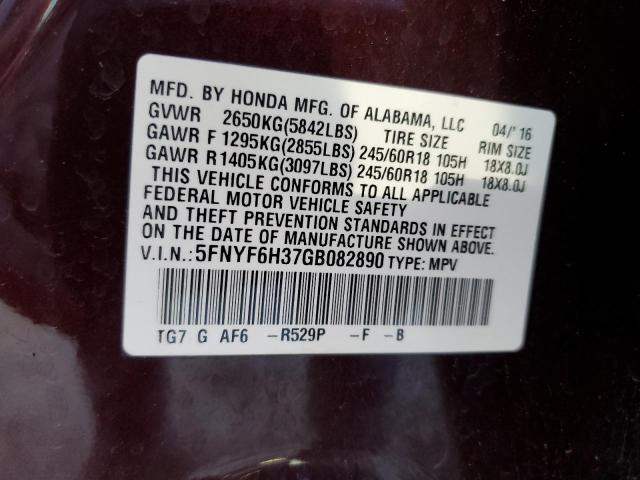 MFD. BY HONDA MFG. OF ALABAMA, LLC 04/'16
GVWR 2650KG(5842LBS) TIRE SIZE RIM SIZE
GAWR F 1295KG(2855LBS) 245/60R18 105H 18X8.0J
GAWR R 1405KG(3097LBS) 245/60R18 105H 18X8.0J
THIS VEHICLE CONFORMS TO ALL APPLICABLE
FEDERAL MOTOR VEHICLE SAFETY
AND THEFT PREVENTION STANDARDS IN EFFECT
ON THE DATE OF MANUFACTURE SHOWN ABOVE
V.I.N.:5FNYF6H37GB082890 TYPE: MPV
TG7 G AF6 -R529P -F -B